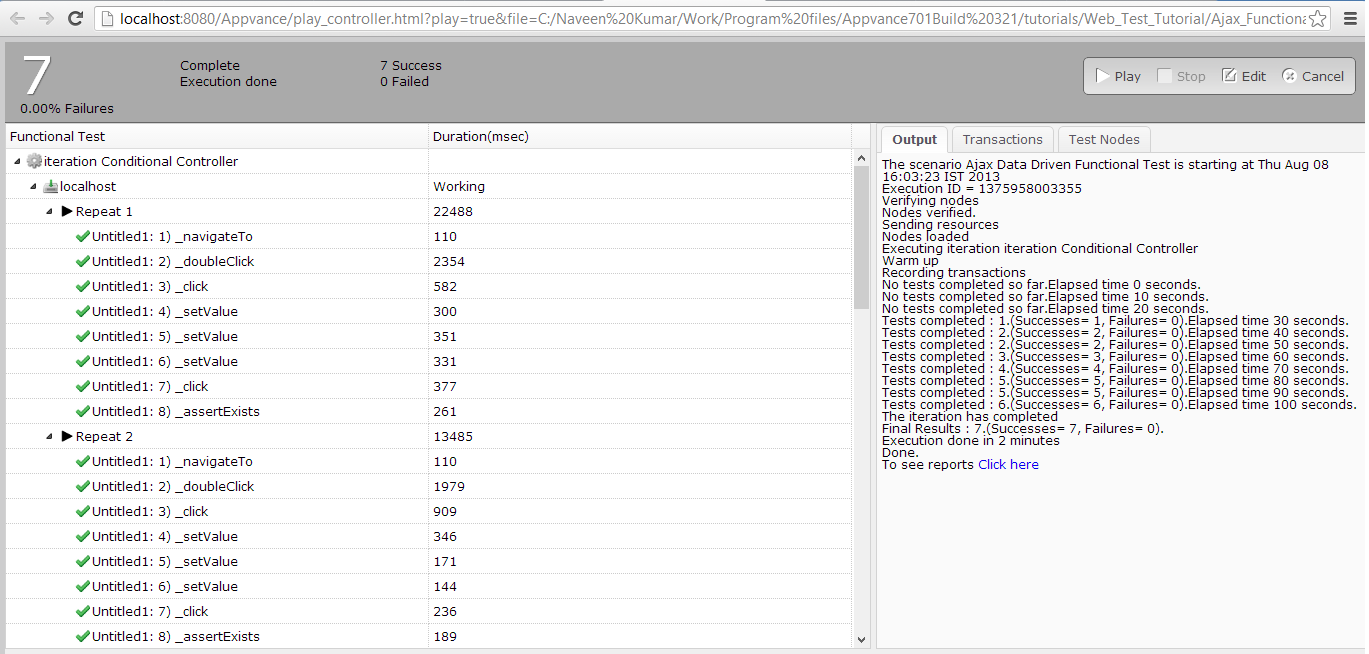 localhost:8080/Appvance/play_controller.html?play=true&file=C:/Naveen%20Kumar/Work/Program%20files/Appvance701Build%20321/tutorials/Web_Test_Tutorial/Ajax_Functiona
7
0.00% Failures
Complete
Execution done
7 Success
0 Failed
Play Stop Edit Cancel
Functional Test Duration(msec)
iteration Conditional Controller
localhost Working
Repeat 1 22488
Untitled1: 1) _navigateTo 110
Untitled1: 2) _doubleClick 2354
Untitled1: 3) _click 582
Untitled1: 4) _setValue 300
Untitled1: 5) _setValue 351
Untitled1: 6) _setValue 331
Untitled1: 7) _click 377
Untitled1: 8) _assertExists 261
Repeat 2 13485
Untitled1: 1) _navigateTo 110
Untitled1: 2) _doubleClick 1979
Untitled1: 3) _click 909
Untitled1: 4) _setValue 346
Untitled1: 5) _setValue 171
Untitled1: 6) _setValue 144
Untitled1: 7) _click 236
Untitled1: 8) _assertExists 189
Output Transactions Test Nodes
The scenario Ajax Data Driven Functional Test is starting at Thu Aug 08
16:03:23 IST 2013
Execution ID = 1375958003355
Verifying nodes
Nodes verified.
Sending resources
Nodes loaded
Executing iteration iteration Conditional Controller
Warm up
Recording transactions
No tests completed so far.Elapsed time 0 seconds.
No tests completed so far.Elapsed time 10 seconds.
No tests completed so far.Elapsed time 20 seconds.
Tests completed : 1.(Successes= 1, Failures= 0).Elapsed time 30 seconds.
Tests completed : 2.(Successes= 2, Failures= 0).Elapsed time 40 seconds.
Tests completed : 2.(Successes= 2, Failures= 0).Elapsed time 50 seconds.
Tests completed : 3.(Successes= 3, Failures= 0).Elapsed time 60 seconds.
Tests completed : 4.(Successes= 4, Failures= 0).Elapsed time 70 seconds.
Tests completed : 5.(Successes= 5, Failures= 0).Elapsed time 80 seconds.
Tests completed : 5.(Successes= 5, Failures= 0).Elapsed time 90 seconds.
Tests completed : 6.(Successes= 6, Failures= 0).Elapsed time 100 seconds.
The iteration has completed
Final Results : 7.(Successes= 7, Failures= 0).
Execution done in 2 minutes
Done.
To see reports Click here